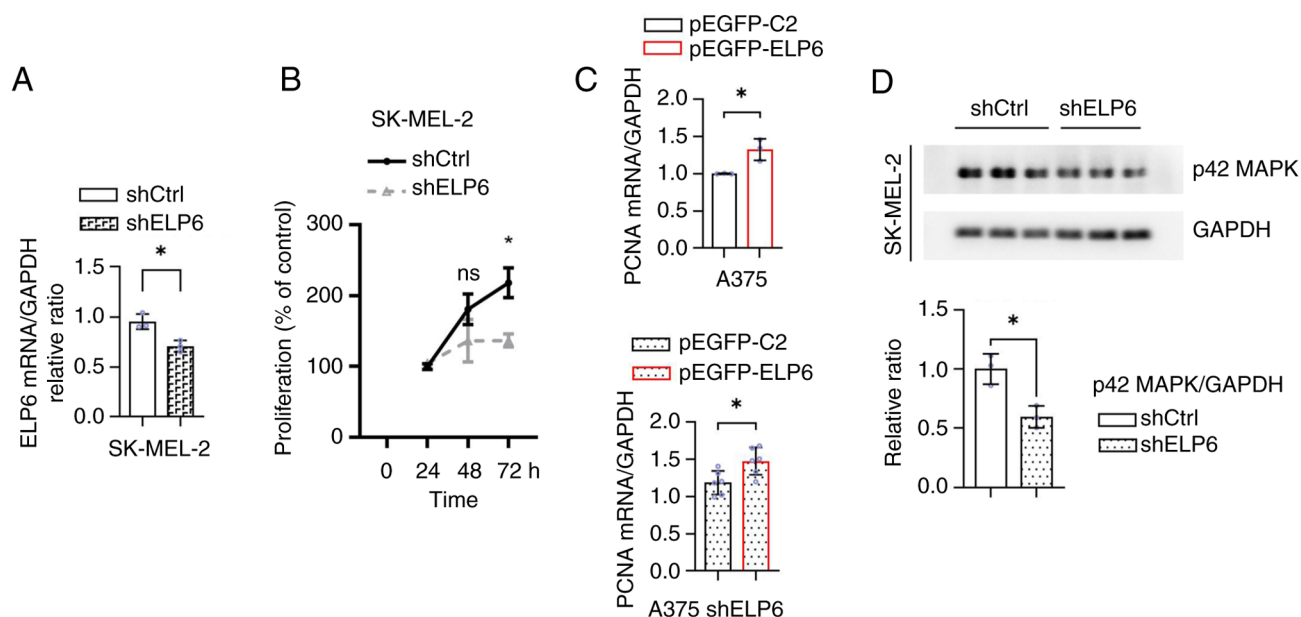 A
shCtrl
shELP6
ELP6 mRNA/GAPDH
relative ratio
1.5
1.0
0.5
0.0
*
SK-MEL-2
B
SK-MEL-2
shCtrl
shELP6
Proliferation (% of control)
300
200
100
0
ns
*
0 24 48 72 h
Time
C
pEGFP-C2
pEGFP-ELP6
PCNA mRNA/GAPDH
2.0
1.5
1.0
0.5
0.0
*
A375
pEGFP-C2
pEGFP-ELP6
PCNA mRNA/GAPDH
2.0
1.5
1.0
0.5
0.0
*
A375 shELP6
D
shCtrl shELP6
SK-MEL-2
p42 MAPK
GAPDH
Relative ratio
1.5
1.0
0.5
0.0
*
p42 MAPK/GAPDH
shCtrl
shELP6